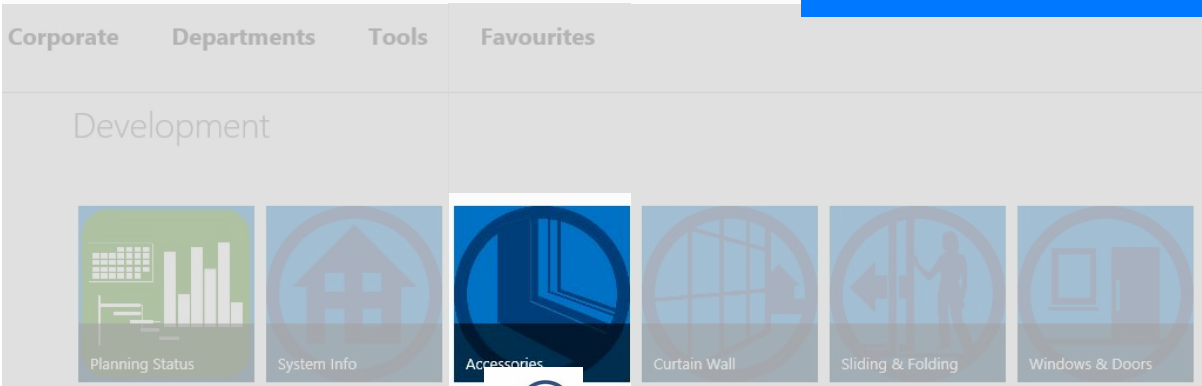 Corporate Departments Tools Favourites
Development
Planning Status System Info Accessories Curtain Wall Sliding & Folding Windows & Doors